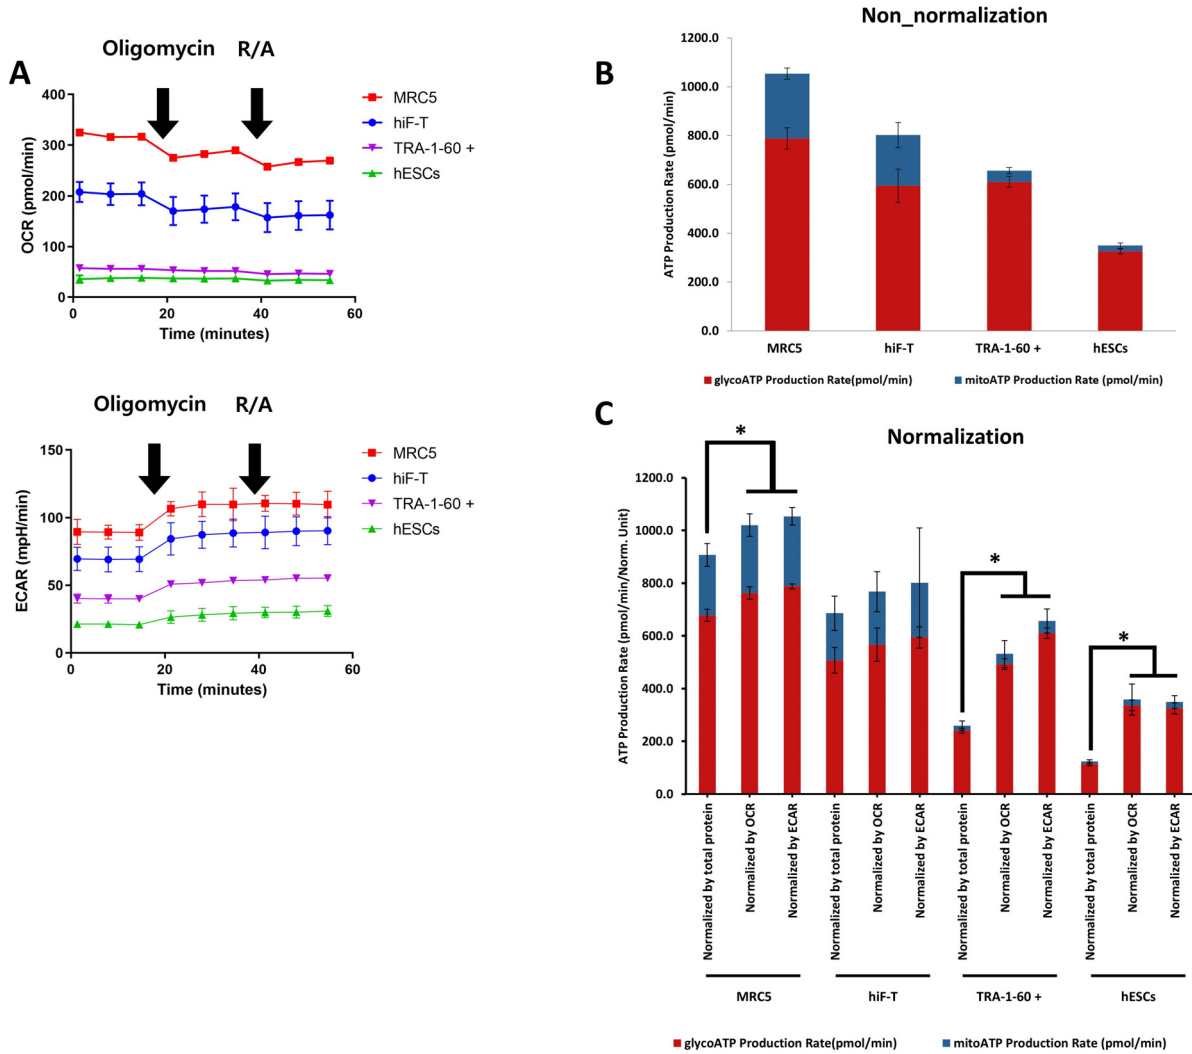 A
Oligomycin R/A
400
300
200
100
0
OCR (pmol/min)
0 20 40 60
Time (minutes)
MRC5
hiF-T
TRA-1-60 +
hESCs
Oligomycin R/A
150
100
50
0
ECAR (mpH/min)
0 20 40 60
Time (minutes)
MRC5
hiF-T
TRA-1-60 +
hESCs
B
Non_normalization
1200.0
1000.0
800.0
600.0
400.0
200.0
0.0
ATP Production Rate (pmol/min)
MRC5 hiF-T TRA-1-60 + hESCs
glycoATP Production Rate(pmol/min) mitoATP Production Rate (pmol/min)
C
Normalization
1200.0
1000.0
800.0
600.0
400.0
200.0
0.0
ATP Production Rate (pmol/min/Norm. Unit)
*
*
*
Normalized by total protein
Normalized by OCR
Normalized by ECAR
Normalized by total protein
Normalized by OCR
Normalized by ECAR
Normalized by total protein
Normalized by OCR
Normalized by ECAR
Normalized by total protein
Normalized by OCR
Normalized by ECAR
MRC5 hiF-T TRA-1-60 + hESCs
glycoATP Production Rate(pmol/min) mitoATP Production Rate (pmol/min)